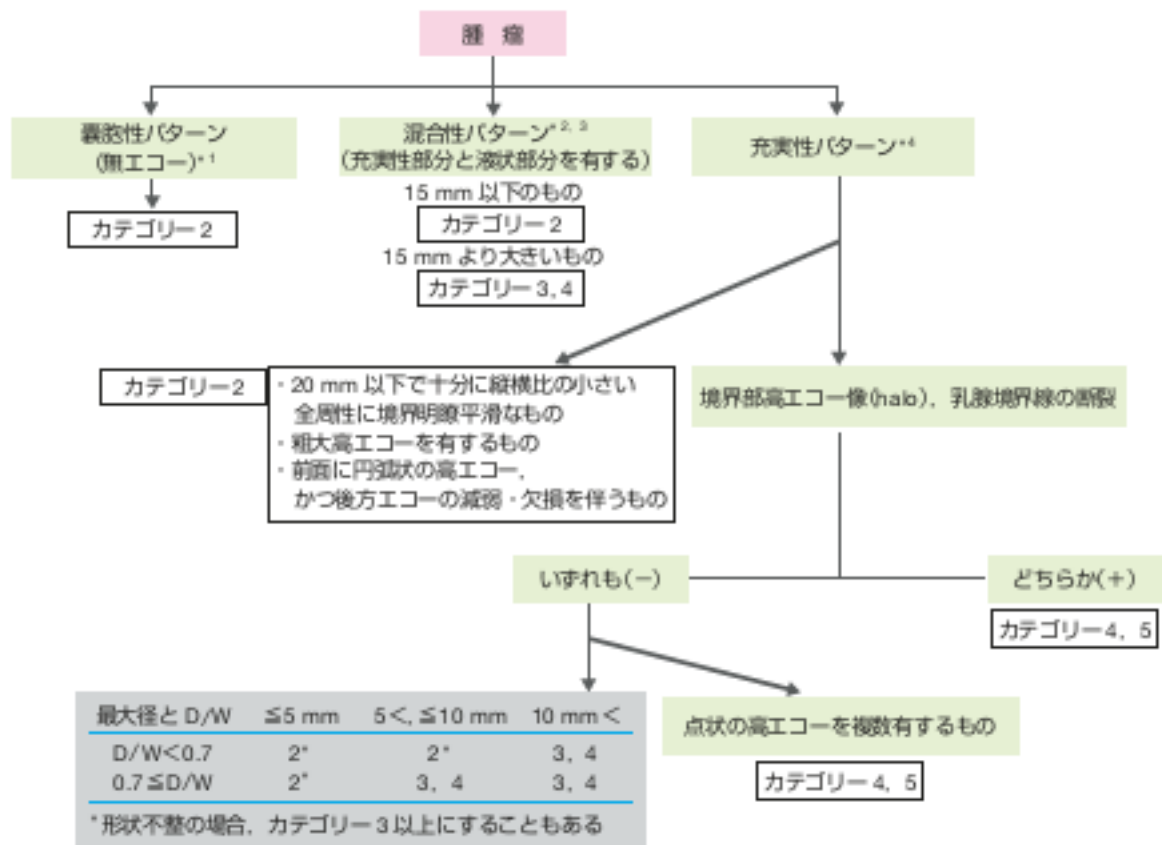 腫 瘤
嚢胞性パターン
(無エコー)*1
カテゴリー2
混合性パターン*2, 3
(充実性部分と液状部分を有する)
15 mm 以下のもの
カテゴリー2
15 mm より大きいもの
カテゴリー3, 4
充実性パターン*4
カテゴリー2
・20 mm 以下で十分に縦横比の小さい
全周性に境界明瞭平滑なもの
・粗大高エコーを有するもの
・前面に円弧状の高エコー,
かつ後方エコーの減弱・欠損を伴うもの
境界部高エコー像(halo), 乳腺境界線の断裂
いずれも(−)
どちらか(+)
カテゴリー4, 5
最大径と D/W ≦5 mm 5<, ≦10 mm 10 mm<
D/W<0.7 2* 2* 3, 4
0.7≦D/W 2* 3, 4 3, 4
*形状不整の場合, カテゴリー3以上にすることもある
点状の高エコーを複数有するもの
カテゴリー4, 5